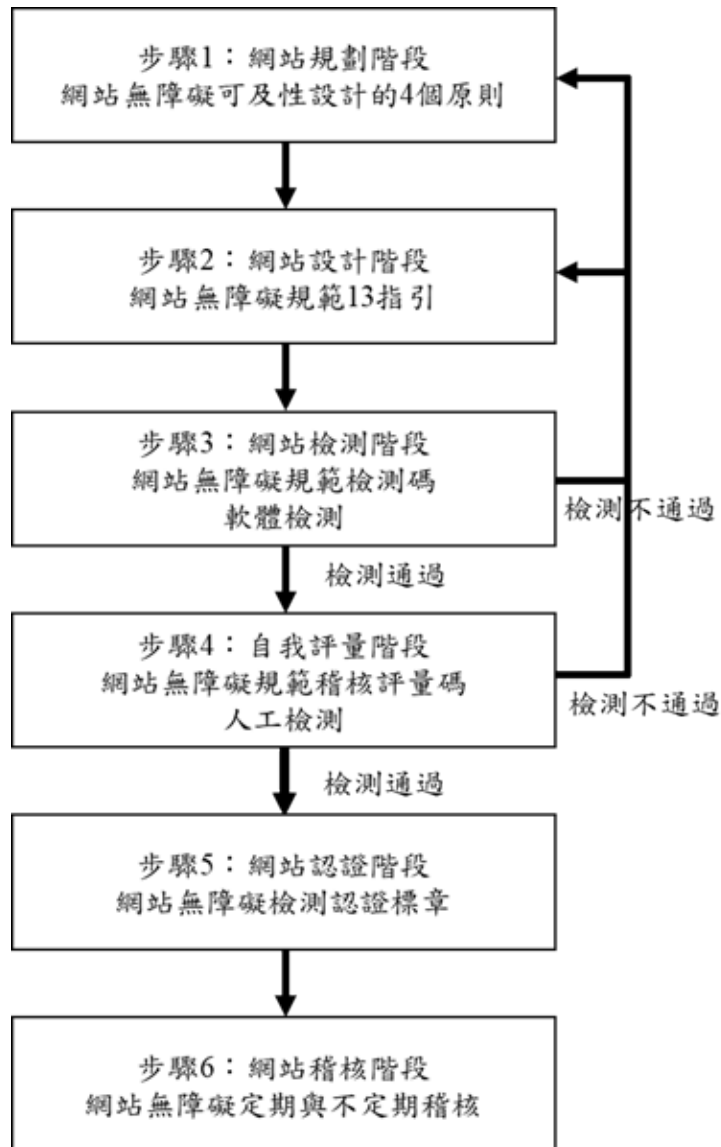 步驟1：網站規劃階段
網站無障礙可及性設計的4個原則
步驟2：網站設計階段
網站無障礙規範13指引
步驟3：網站檢測階段
網站無障礙規範檢測碼
軟體檢測
檢測不通過
檢測通過
步驟4：自我評量階段
網站無障礙規範稽核評量碼
人工檢測
檢測不通過
檢測通過
步驟5：網站認證階段
網站無障礙檢測認證標章
步驟6：網站稽核階段
網站無障礙定期與不定期稽核